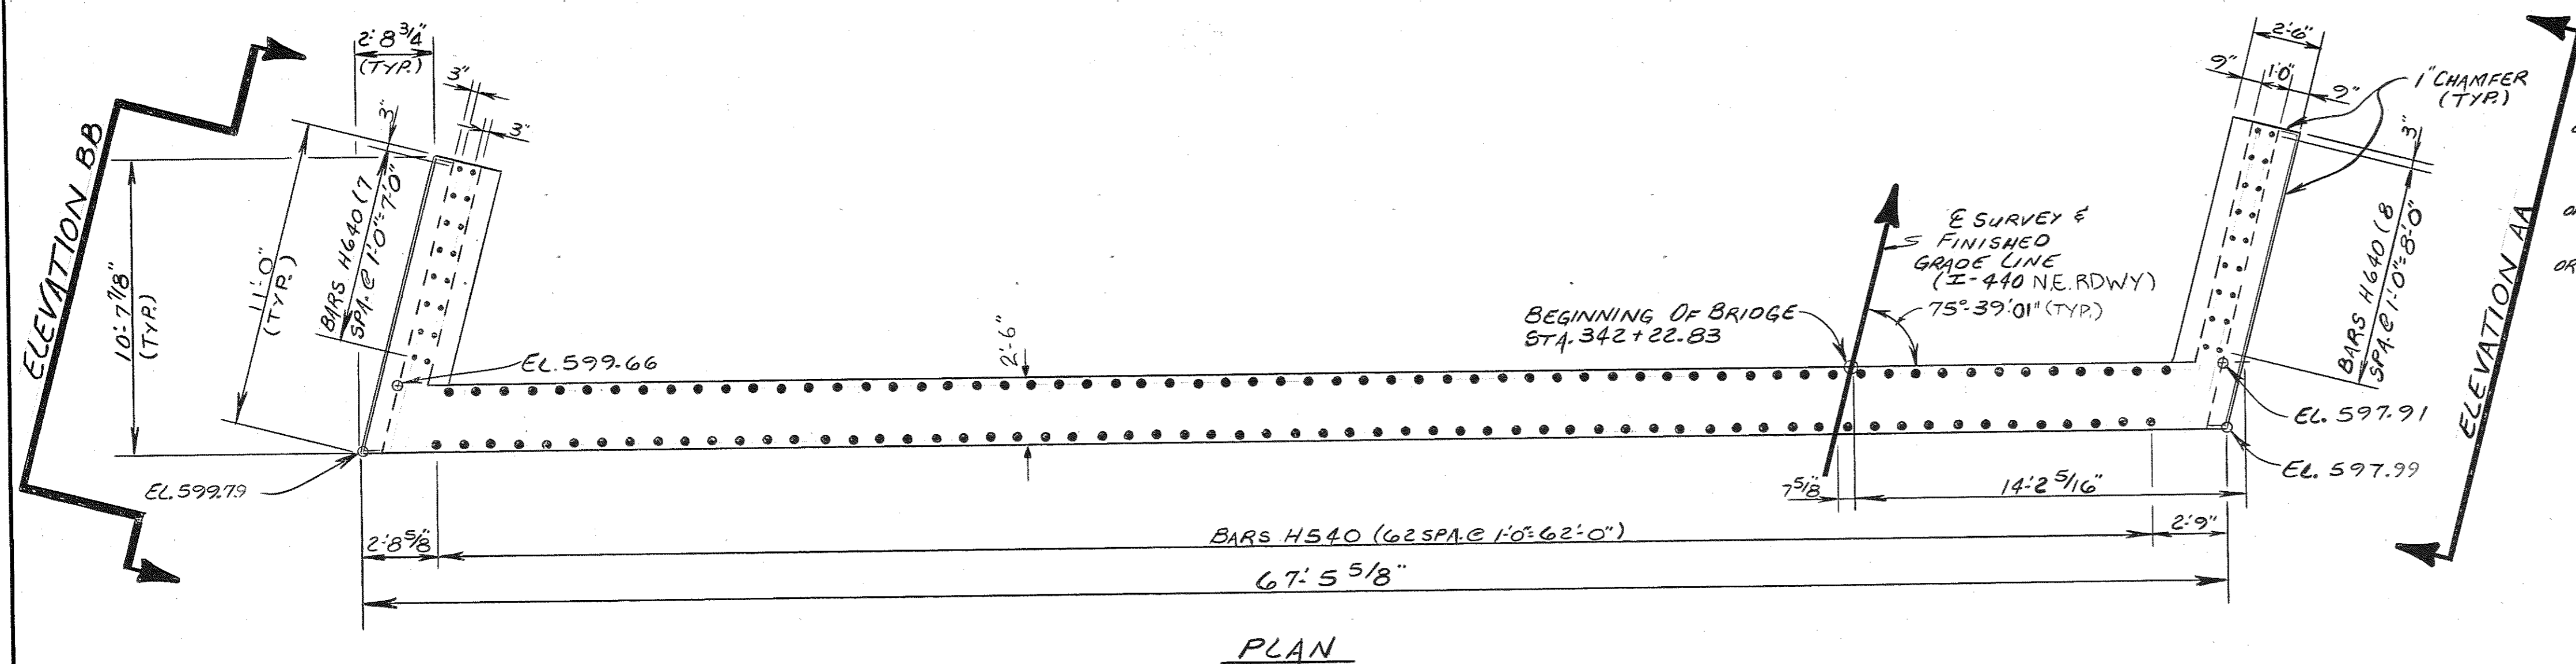 2'-8 3/4"
(TYP.)
3"
3"
3"
ELEVATION BB
10'-7 7/8"
(TYP.)
11'-0"
(TYP.)
BARS H640 (7
SPA. @ 1'-0"=7'-0"
EL. 599.66
EL. 599.79
2'-6"
BEGINNING OF BRIDGE
STA. 342+22.83
℄ SURVEY &
FINISHED
GRADE LINE
(I-440 N.E. RDWY)
75°-39'-01" (TYP.)
2'-6"
9"
1'-0"
9"
1" CHAMFER
(TYP.)
3"
BARS H640 (8
SPA. @ 1'-0"=8'-0"
ELEVATION AA
OR
EL. 597.91
EL. 597.99
7 5/8"
14'-2 5/16"
2'-8 5/8"
BARS H540 (62 SPA. @ 1'-0"=62'-0")
2'-9"
67'-5 5/8"
PLAN